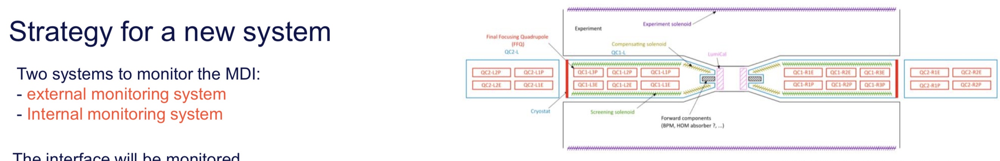 Strategy for a new system
Two systems to monitor the MDI:
- external monitoring system
- Internal monitoring system
The interface will be monitored
Experiment solenoid
Experiment
Final Focusing Quadrupole
(FFQ)
QC2-L
Compensating solenoid
QC1-L
LumiCal
QC2-L2P QC2-L1P QC1-L3P QC1-L2P QC1-L1P QC1-R1E QC1-R2E QC1-R3E QC2-R1E QC2-R2E
QC2-L2E QC2-L1E QC1-L3E QC1-L2E QC1-L1E QC1-R1P QC1-R2P QC1-R3P QC2-R1P QC2-R2P
Cryostat
Screening solenoid
Forward components
(BPM, HOM absorber ?, ...)